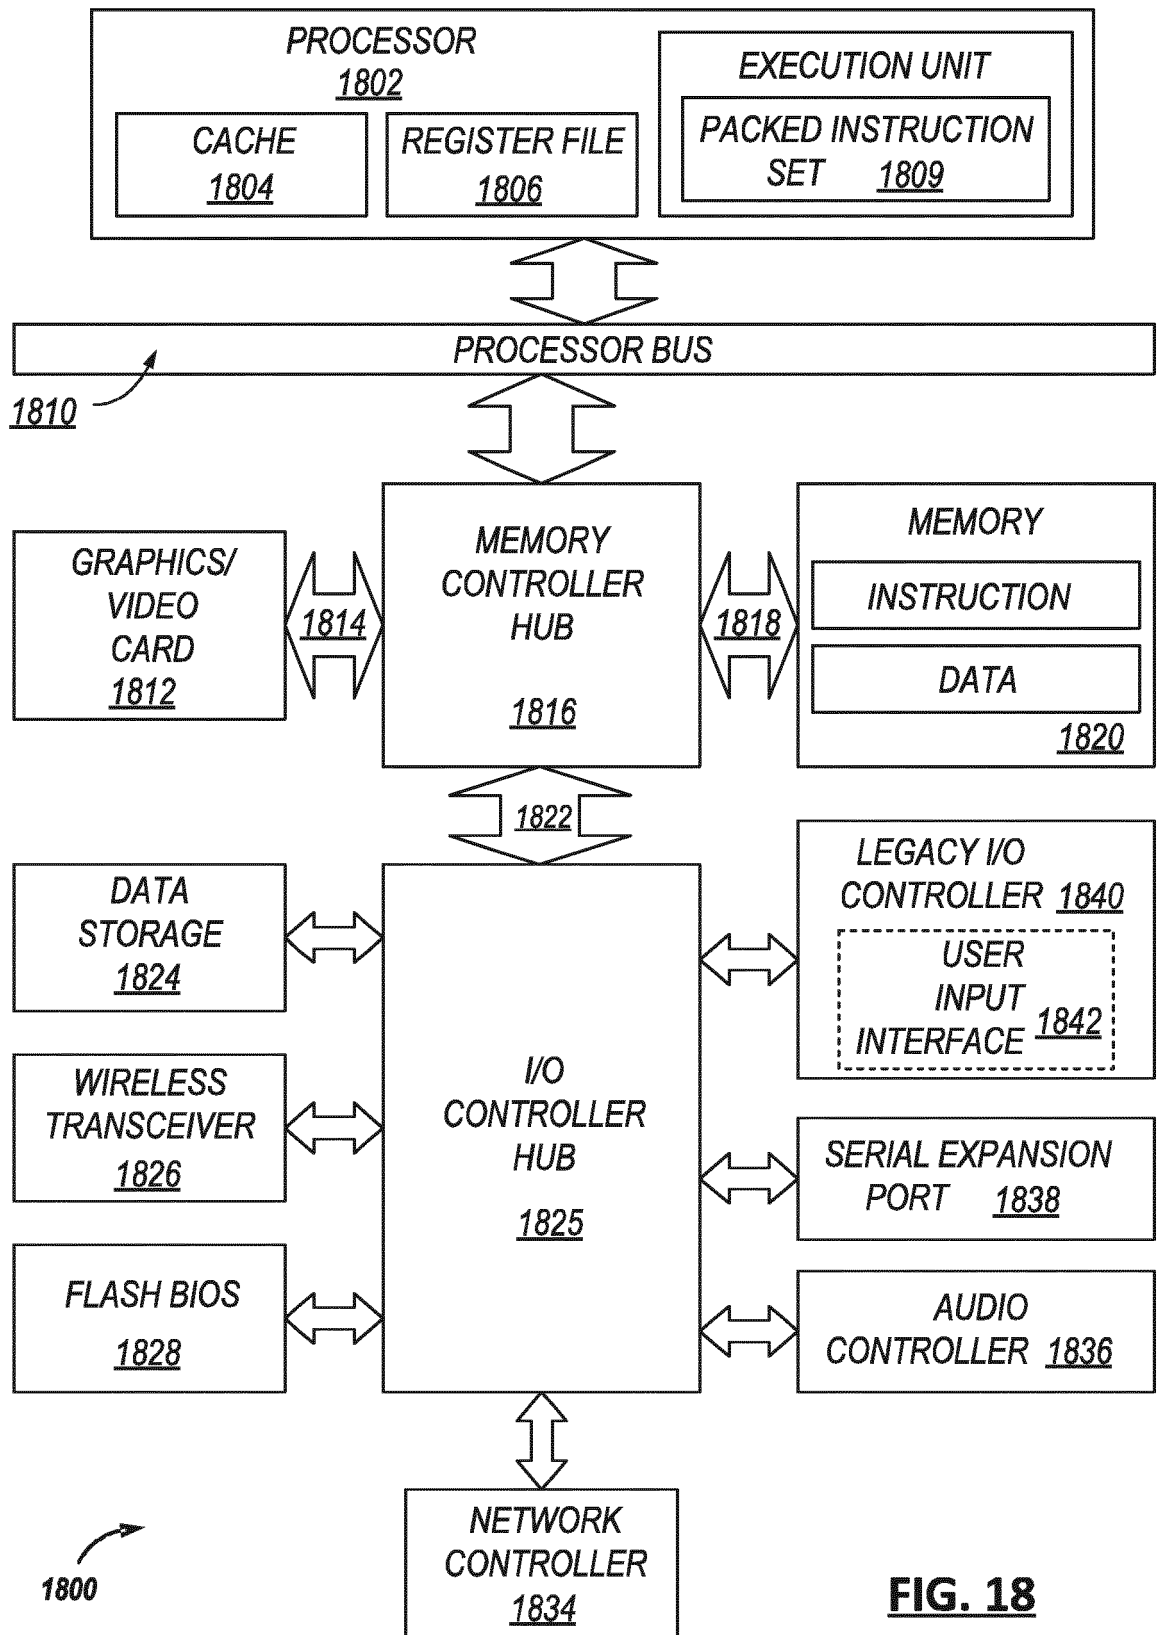 PROCESSOR
1802
CACHE
1804
REGISTER FILE
1806
EXECUTION UNIT
PACKED INSTRUCTION
SET 1809
PROCESSOR BUS
1810
GRAPHICS/
VIDEO
CARD
1812
1814
MEMORY
CONTROLLER
HUB
1816
1818
MEMORY
INSTRUCTION
DATA
1820
1822
DATA
STORAGE
1824
WIRELESS
TRANSCEIVER
1826
FLASH BIOS
1828
I/O
CONTROLLER
HUB
1825
LEGACY I/O
CONTROLLER 1840
USER
INPUT
INTERFACE 1842
SERIAL EXPANSION
PORT 1838
AUDIO
CONTROLLER 1836
NETWORK
CONTROLLER
1834
1800
FIG. 18